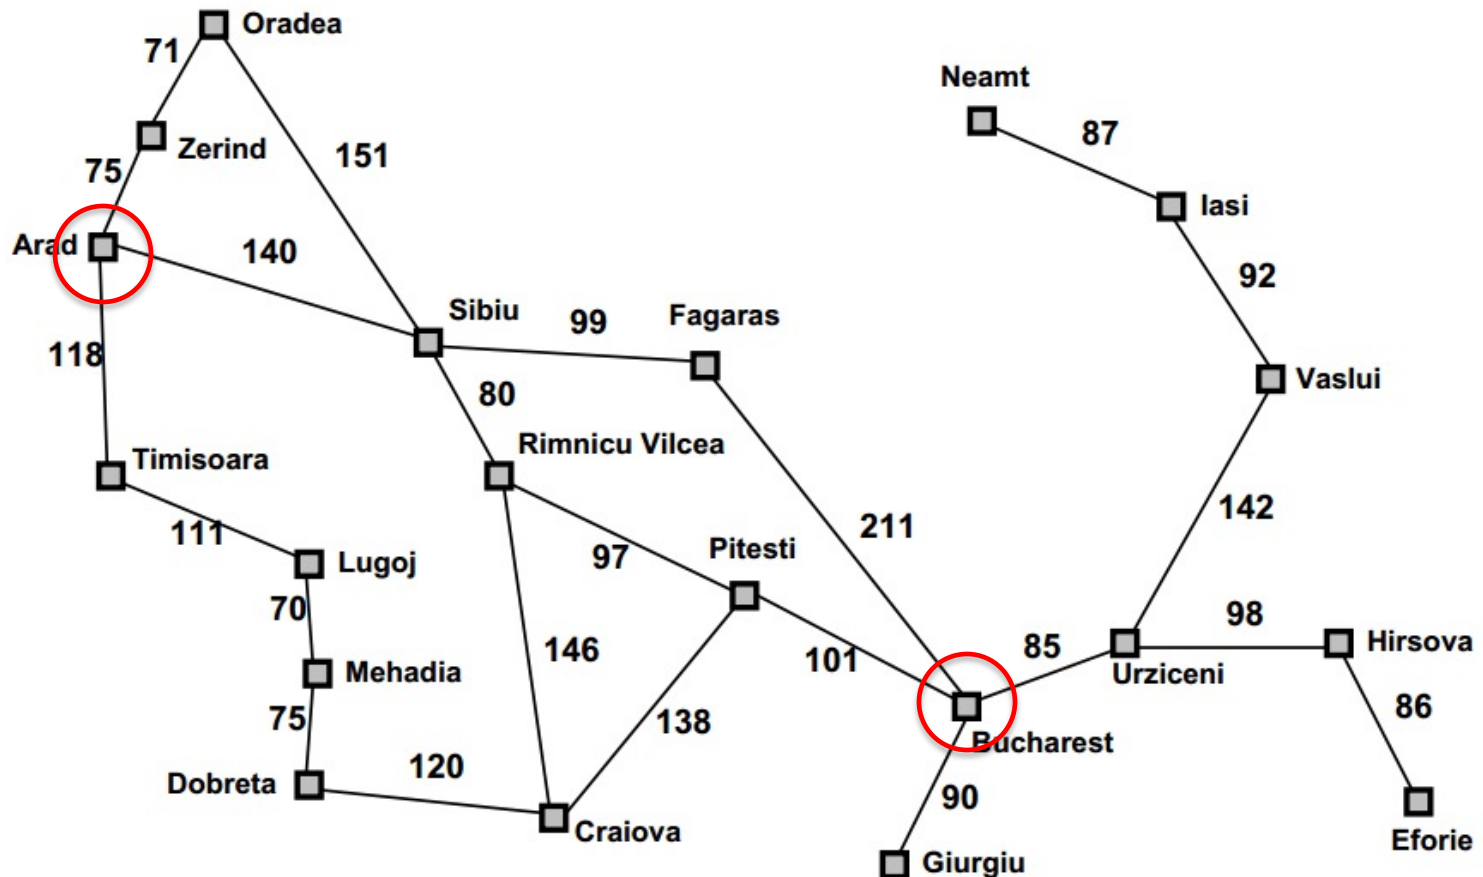 Oradea
71
Neamt
87
Zerind
151
75
Iasi
Arad
140
92
Sibiu
99
Fagaras
118
Vaslui
80
Rimnicu Vilcea
Timisoara
142
111
211
97
Pitesti
Lugoj
70
98
146
101
85
Hirsova
Mehadia
Urziceni
86
75
138
Bucharest
120
Dobreta
90
Craiova
Eforie
Giurgiu